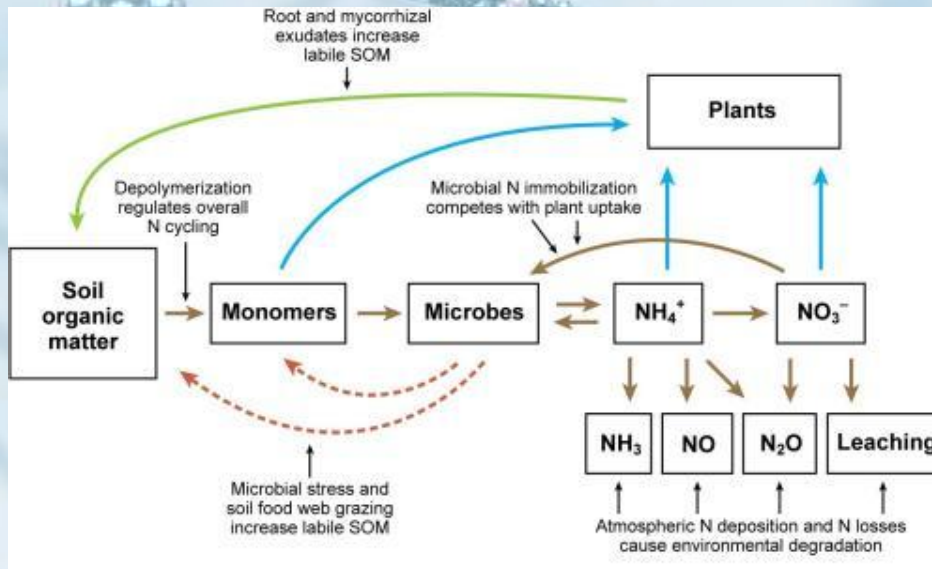 Root and mycorrhizal
exudates increase
labile SOM
Plants
Depolymerization
regulates overall
N cycling
Microbial N immobilization
competes with plant uptake
Soil
organic
matter
Monomers
Microbes
NH₄⁺
NO₃⁻
NH₃
NO
N₂O
Leaching
Microbial stress and
soil food web grazing
increase labile SOM
Atmospheric N deposition and N losses
cause environmental degradation